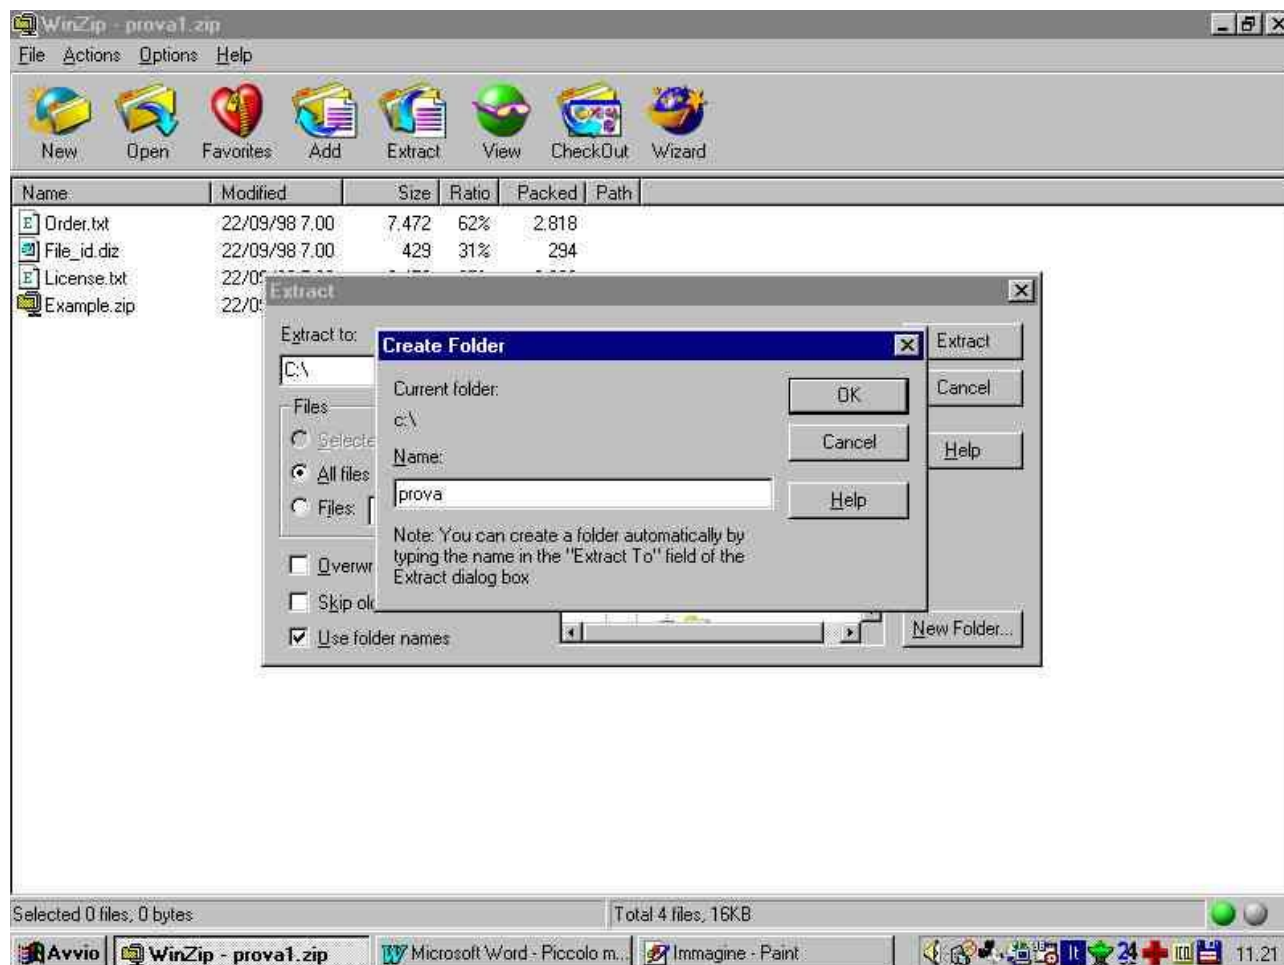 WinZip - prova1.zip
File Actions Options Help
New Open Favorites Add Extract View CheckOut Wizard
Name Modified Size Ratio Packed Path
Order.txt 22/09/98 7.00 7.472 62% 2.818
File_id.diz 22/09/98 7.00 429 31% 294
License.txt
Example.zip
Extract
Extract to:
C:\
Files
All files
Files:
Use folder names
Extract
Cancel
Help
New Folder...
Create Folder
Current folder:
c:\
Name:
prova
Note: You can create a folder automatically by
typing the name in the "Extract To" field of the
Extract dialog box
OK
Cancel
Help
Selected 0 files, 0 bytes Total 4 files, 16KB
Avvio WinZip - prova1.zip Microsoft Word - Piccolo m... Immagine - Paint 24 11.21